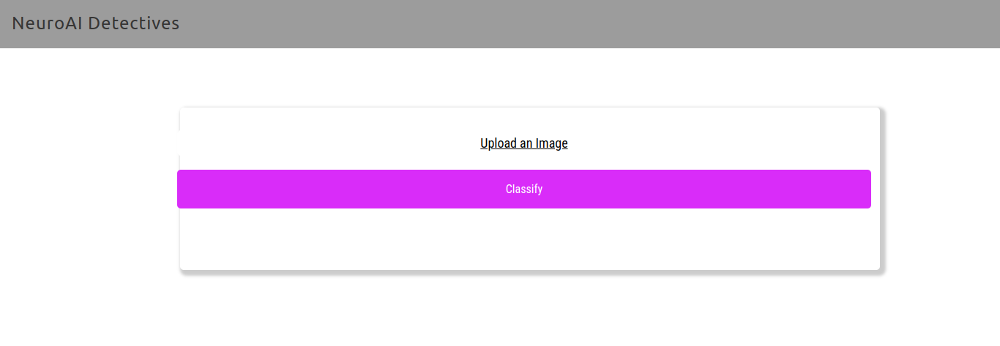 NeuroAI Detectives
Upload an Image
Classify